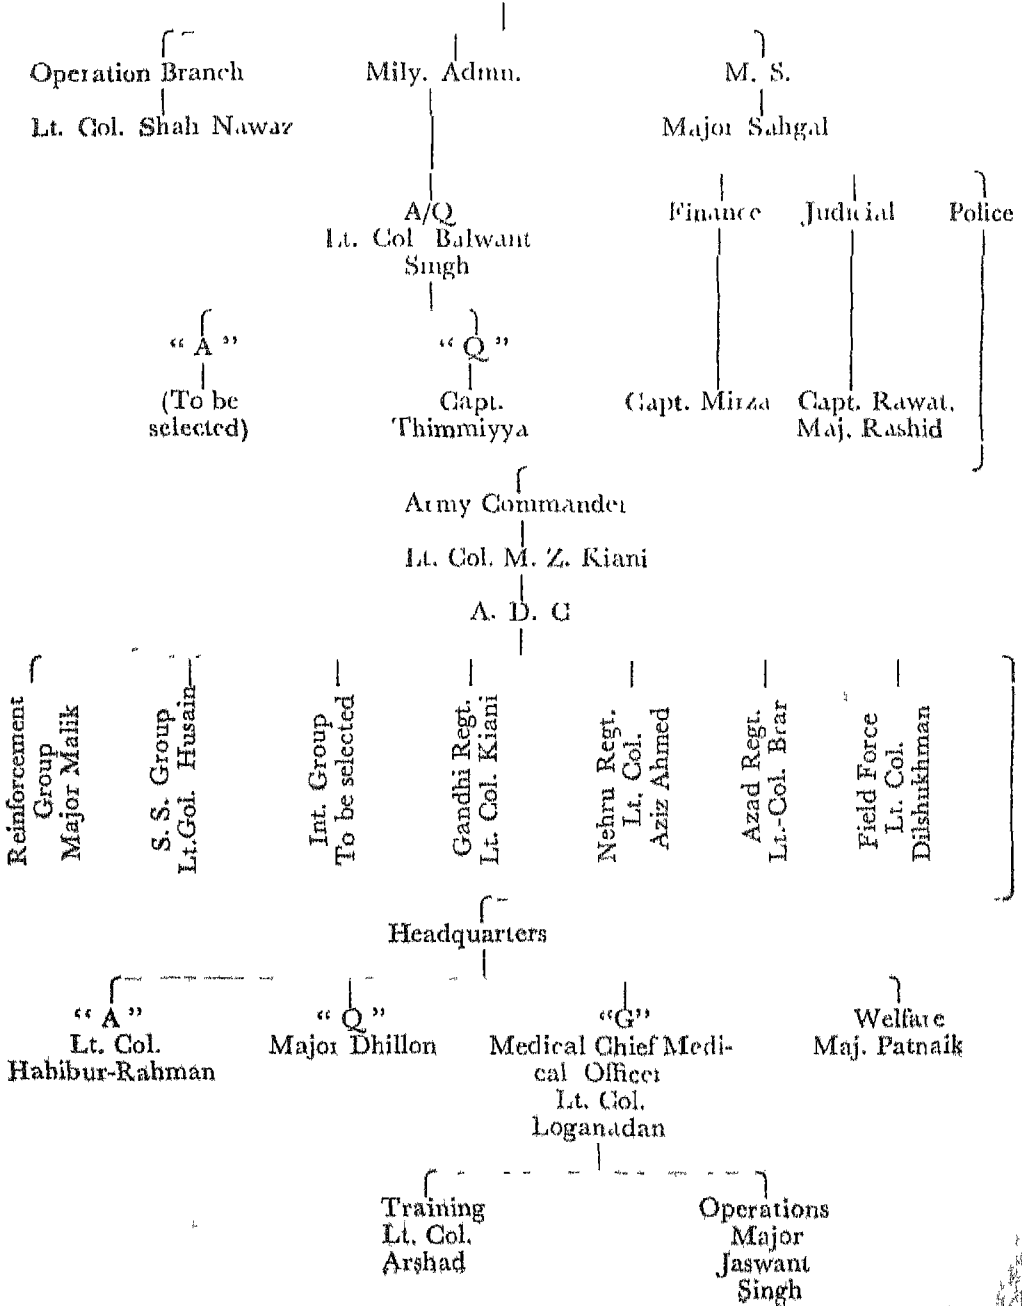 Operation Branch
Mily. Admn.
M. S.
Lt. Col. Shah Nawaz
Major Sahgal
A/Q
Lt. Col Balwant
Singh
Finance
Judicial
Police
“ A ”
(To be
selected)
“ Q ”
Capt.
Thimmiyya
Capt. Mirza
Capt. Rawat,
Maj. Rashid
Army Commander
Lt. Col. M. Z. Kiani
A. D. C
Reinforcement
Group
Major Malik
S. S. Group
Lt.Gol. Husain
Int. Group
To be selected
Gandhi Regt.
Lt. Col. Kiani
Nehru Regt.
Lt. Col.
Aziz Ahmed
Azad Regt.
Lt.-Col. Brar
Field Force
Lt. Col.
Dilshukhman
Headquarters
“ A ”
Lt. Col.
Habibur-Rahman
“ Q ”
Major Dhillon
“G”
Medical Chief Medi-
cal Officer
Lt. Col.
Loganadan
Welfare
Maj. Patnaik
Training
Lt. Col.
Arshad
Operations
Major
Jaswant
Singh